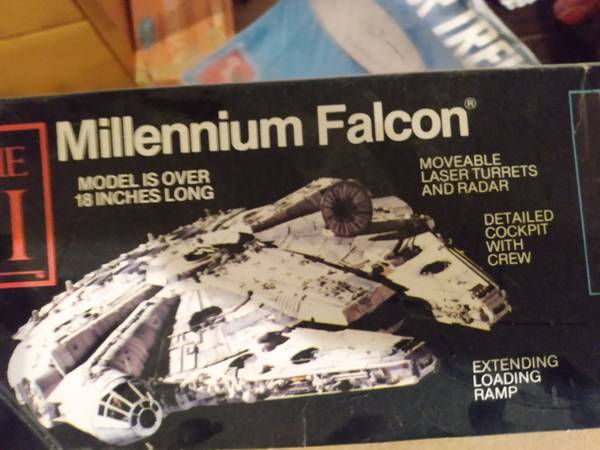 Millennium Falcon®
MODEL IS OVER
18 INCHES LONG
MOVEABLE
LASER TURRETS
AND RADAR
DETAILED
COCKPIT
WITH
CREW
EXTENDING
LOADING
RAMP